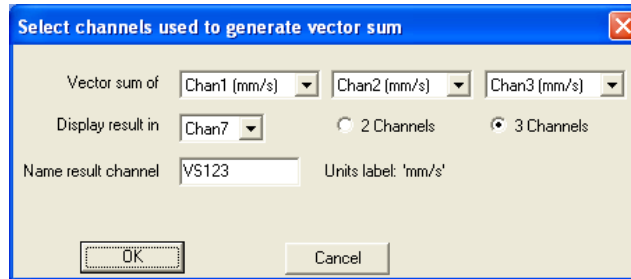 Select channels used to generate vector sum
Vector sum of Chan1 (mm/s) Chan2 (mm/s) Chan3 (mm/s)
Display result in Chan7 2 Channels 3 Channels
Name result channel VS123 Units label: 'mm/s'
OK Cancel